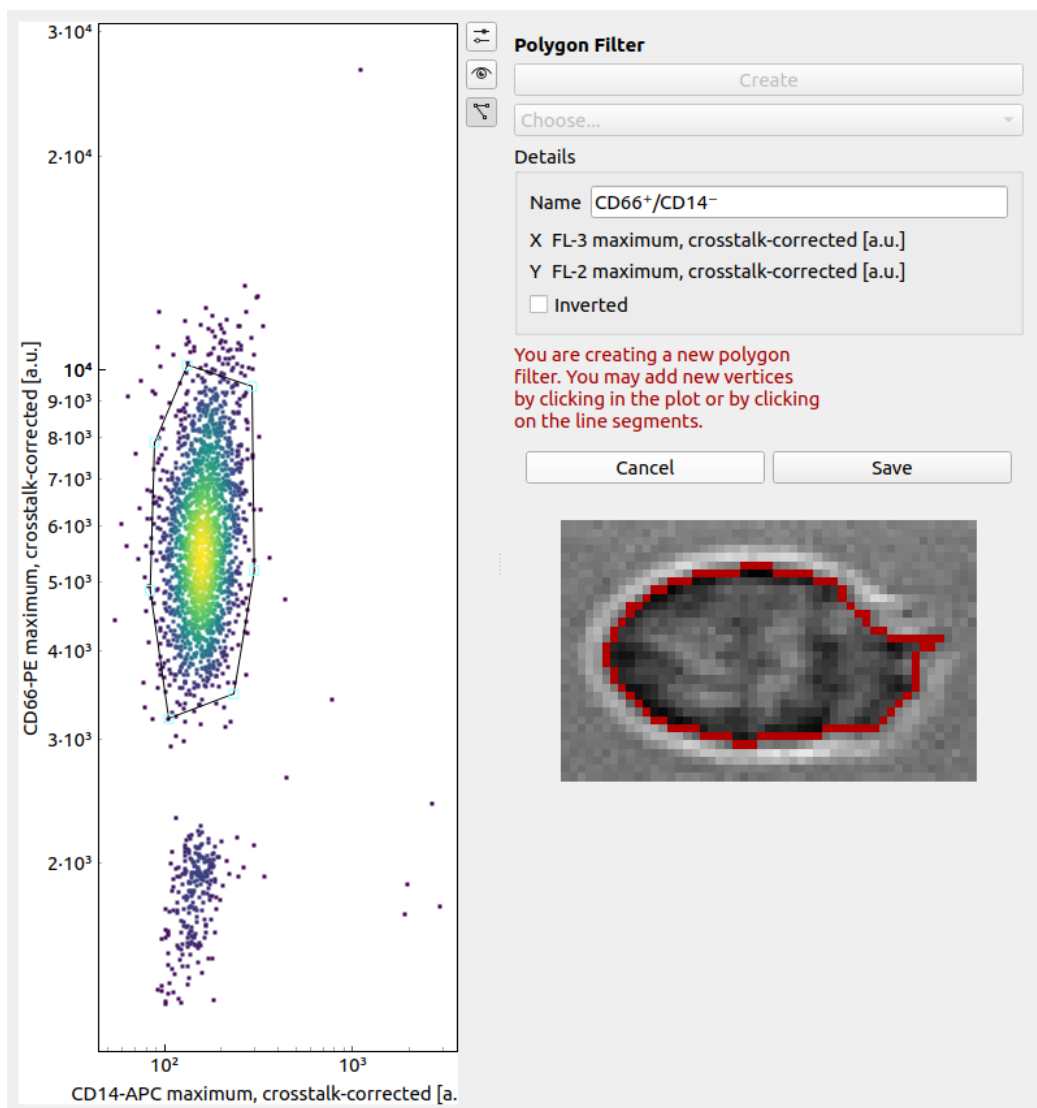 3·10⁴
2·10⁴
10⁴
9·10³
8·10³
7·10³
6·10³
5·10³
4·10³
3·10³
2·10³
CD66-PE maximum, crosstalk-corrected [a.u.]
10² 10³
CD14-APC maximum, crosstalk-corrected [a.
Polygon Filter
Create
Choose...
Details
Name CD66⁺/CD14⁻
X FL-3 maximum, crosstalk-corrected [a.u.]
Y FL-2 maximum, crosstalk-corrected [a.u.]
Inverted
You are creating a new polygon
filter. You may add new vertices
by clicking in the plot or by clicking
on the line segments.
Cancel Save